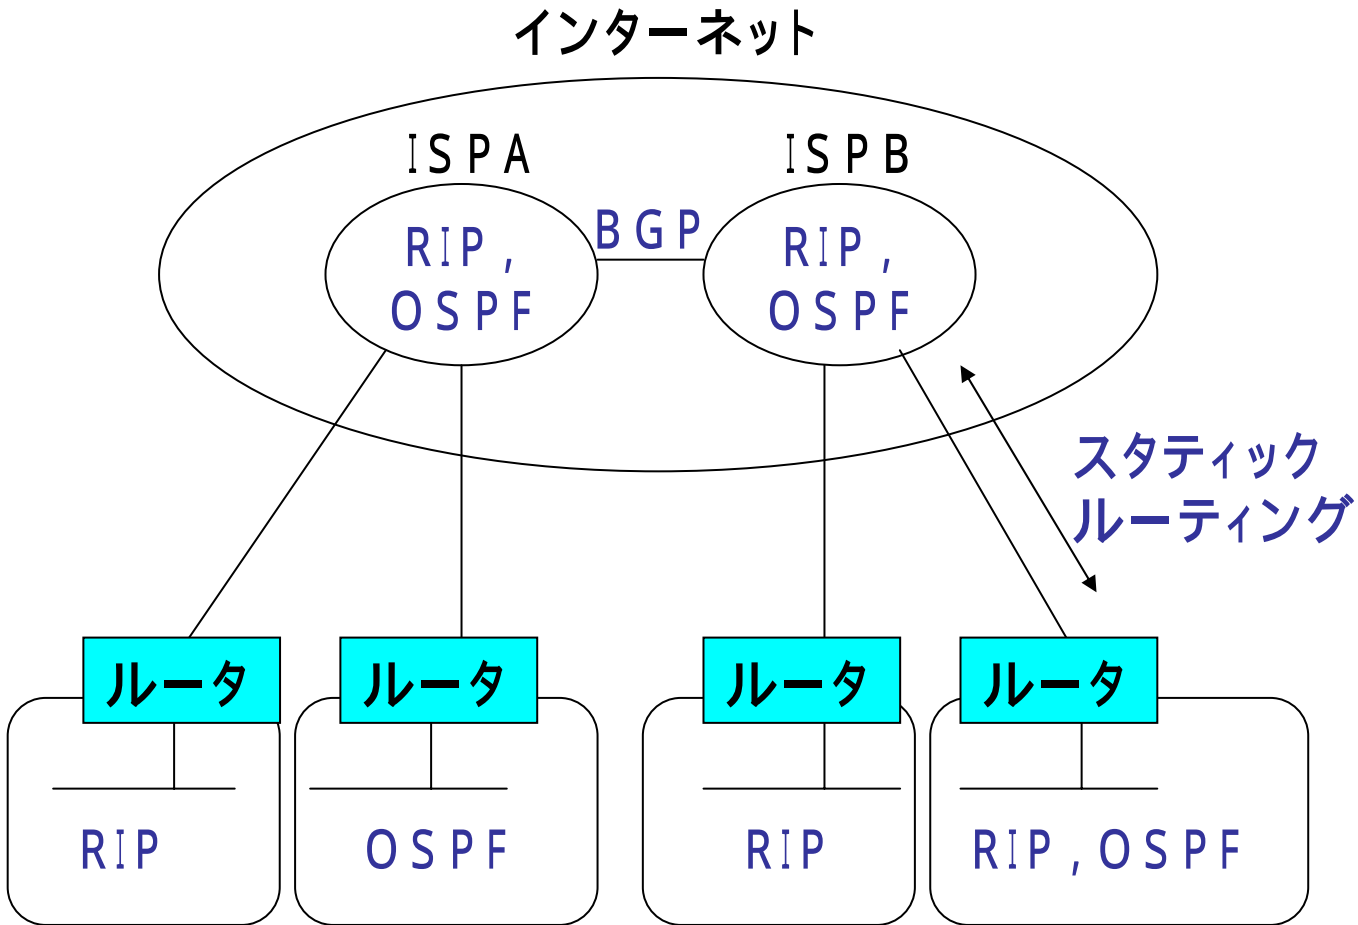 インターネット
ISPA
ISPB
BGP
RIP,
OSPF
RIP,
OSPF
スタティック
ルーティング
ルータ
ルータ
ルータ
ルータ
RIP
OSPF
RIP
RIP,OSPF